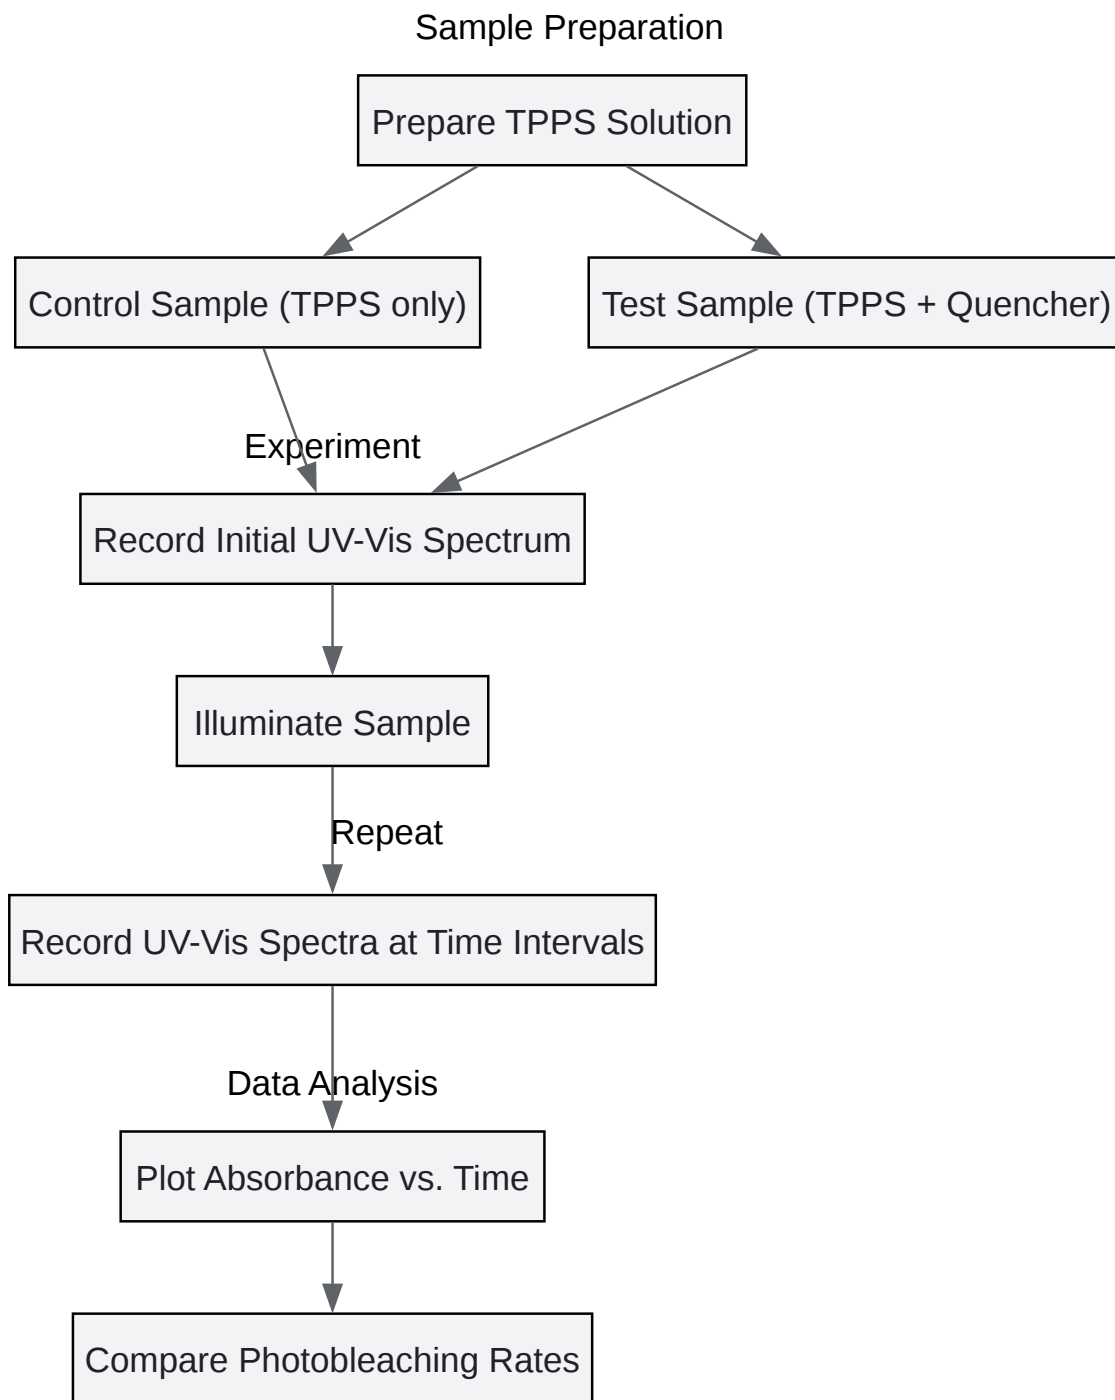 Sample Preparation
Prepare TPPS Solution
Control Sample (TPPS only)
Test Sample (TPPS + Quencher)
Experiment
Record Initial UV-Vis Spectrum
Illuminate Sample
Repeat
Record UV-Vis Spectra at Time Intervals
Data Analysis
Plot Absorbance vs. Time
Compare Photobleaching Rates